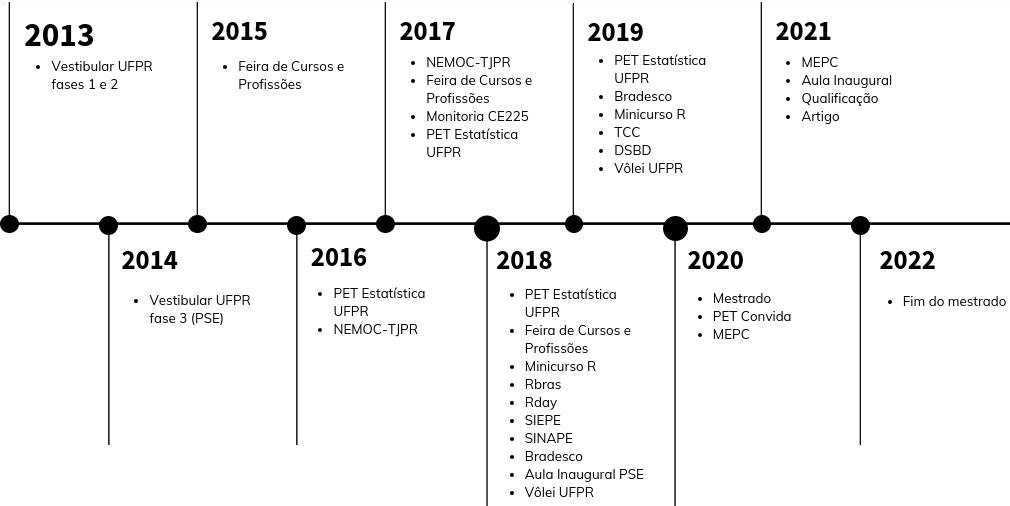 2013
• Vestibular UFPR
fases 1 e 2
2015
• Feira de Cursos e
Profissões
2017
• NEMOC-TJPR
• Feira de Cursos e
Profissões
• Monitoria CE225
• PET Estatística
UFPR
2019
• PET Estatística
UFPR
• Bradesco
• Minicurso R
• TCC
• DSBD
• Vôlei UFPR
2021
• MEPC
• Aula Inaugural
• Qualificação
• Artigo
2014
• Vestibular UFPR
fase 3 (PSE)
2016
• PET Estatística
UFPR
• NEMOC-TJPR
2018
• PET Estatística
UFPR
• Feira de Cursos e
Profissões
• Minicurso R
• Rbras
• Rday
• SIEPE
• SINAPE
• Bradesco
• Aula Inaugural PSE
• Vôlei UFPR
2020
• Mestrado
• PET Convida
• MEPC
2022
• Fim do mestrado